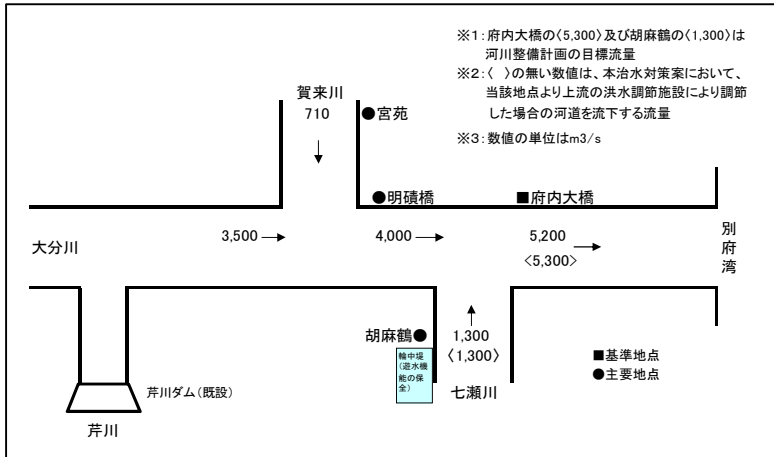 ※1：府内大橋の〈5,300〉及び胡麻鶴の〈1,300〉は
河川整備計画の目標流量
※2：〈　〉の無い数値は、本治水対策案において、
当該地点より上流の洪水調節施設により調節
した場合の河道を流下する流量
※3：数値の単位はm3/s
賀来川
710
↓
●宮苑
●明磧橋
■府内大橋
大分川
3,500→
4,000→
5,200
→
〈5,300〉
別府湾
胡麻鶴●
↑
1,300
〈1,300〉
輪中堤
（遊水機
能の保
全）
七瀬川
■基準地点
●主要地点
芹川ダム（既設）
芹川